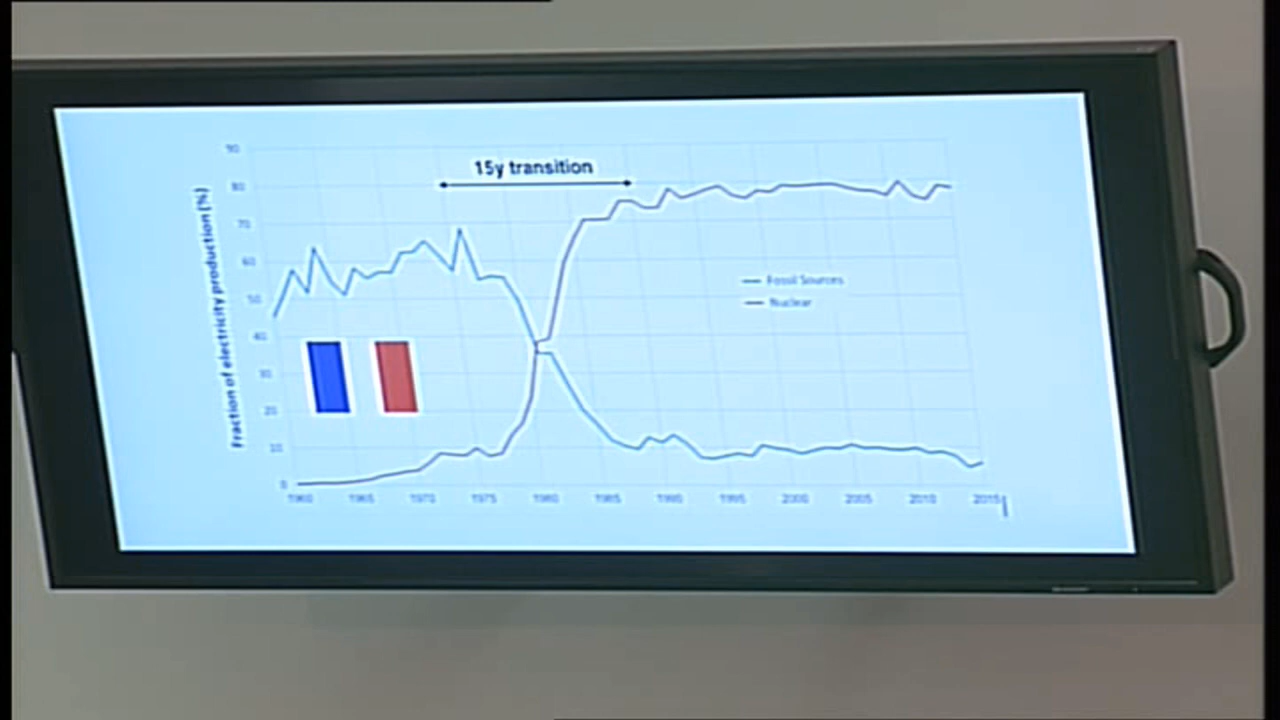 15y transition
Fraction of electricity production (%)
90
80
70
60
50
40
30
20
10
0
Fossil Sources
Nuclear
1960 1965 1970 1975 1980 1985 1990 1995 2000 2005 2010 2015